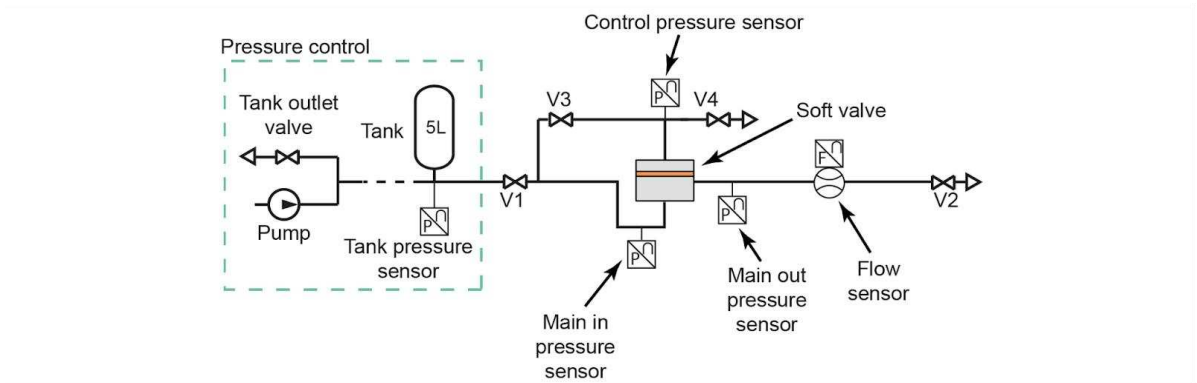 Control pressure sensor
Pressure control
Tank outlet
valve
Tank
5L
V3
P
V4
Soft valve
F
V1
V2
Pump
P
P
P
Tank pressure
sensor
Main in
pressure
sensor
Main out
pressure
sensor
Flow
sensor